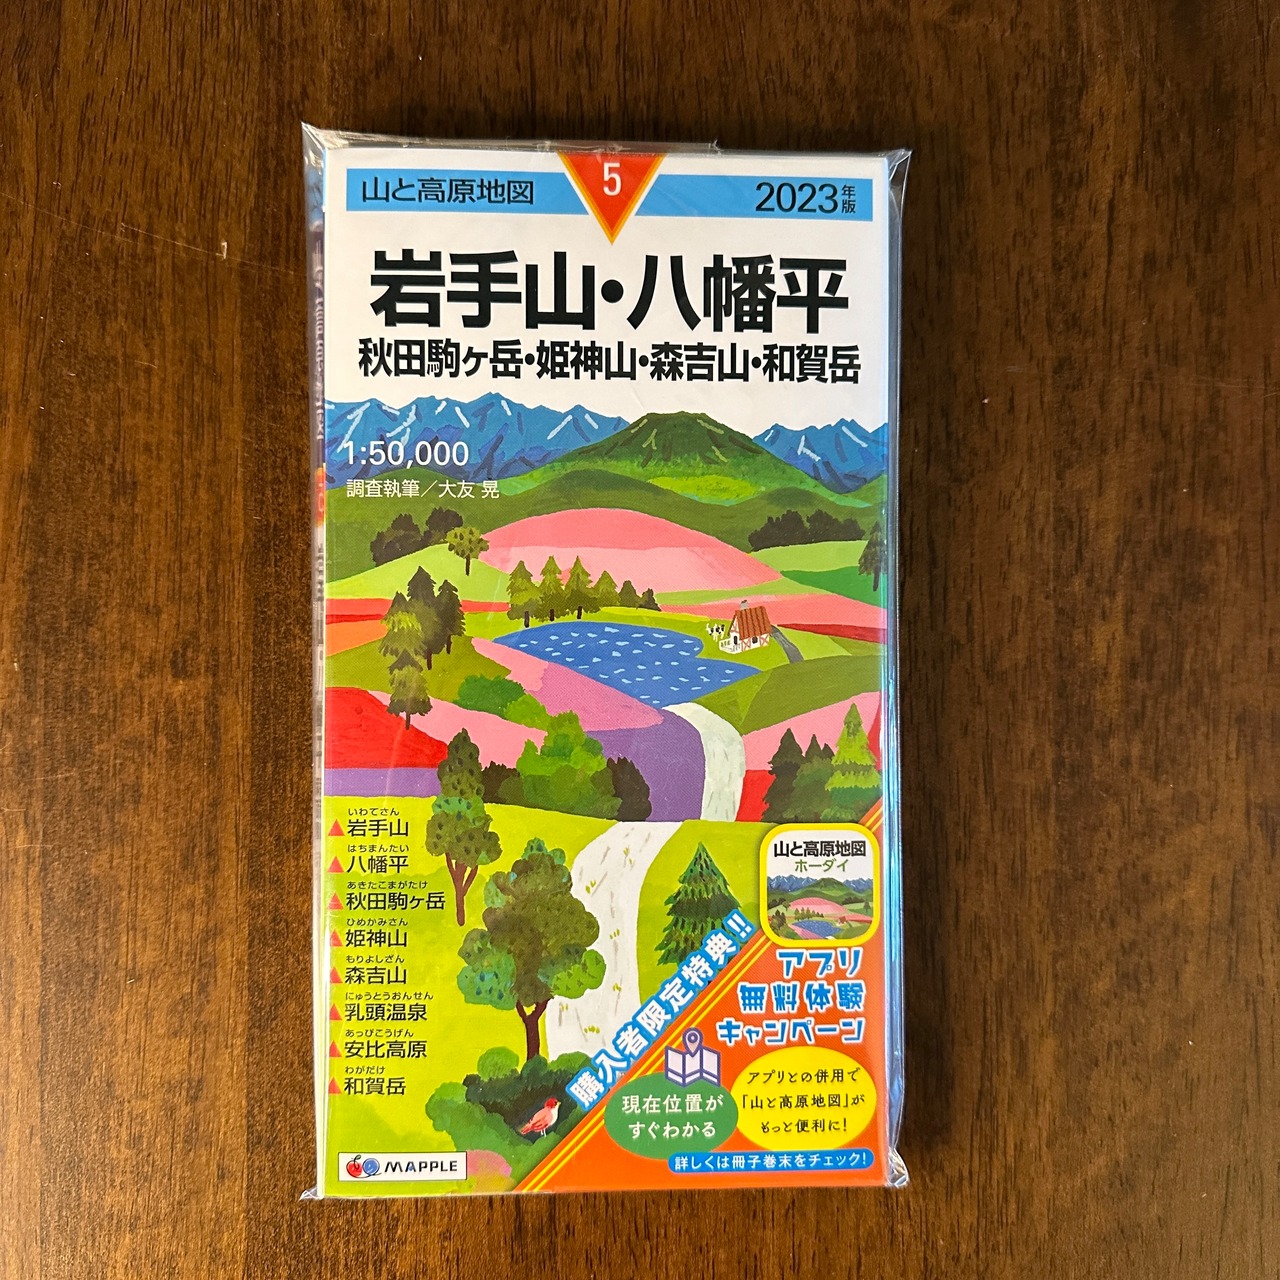 5
山と高原地図
2023年版
岩手山・八幡平
秋田駒ヶ岳・姫神山・森吉山・和賀岳
1:50,000
調査執筆／大友 晃
いわてさん
▲岩手山
はちまんたい
▲八幡平
あきたこまがたけ
▲秋田駒ヶ岳
ひめかみさん
▲姫神山
もりよしざん
▲森吉山
にゅうとうおんせん
▲乳頭温泉
あっぴこうげん
▲安比高原
わがだけ
▲和賀岳
MAPPLE
購入者限定特典!!
山と高原地図
ホーダイ
アプリ
無料体験
キャンペーン
現在位置が
すぐわかる
アプリとの併用で
「山と高原地図」が
もっと便利に!
詳しくは冊子巻末をチェック!